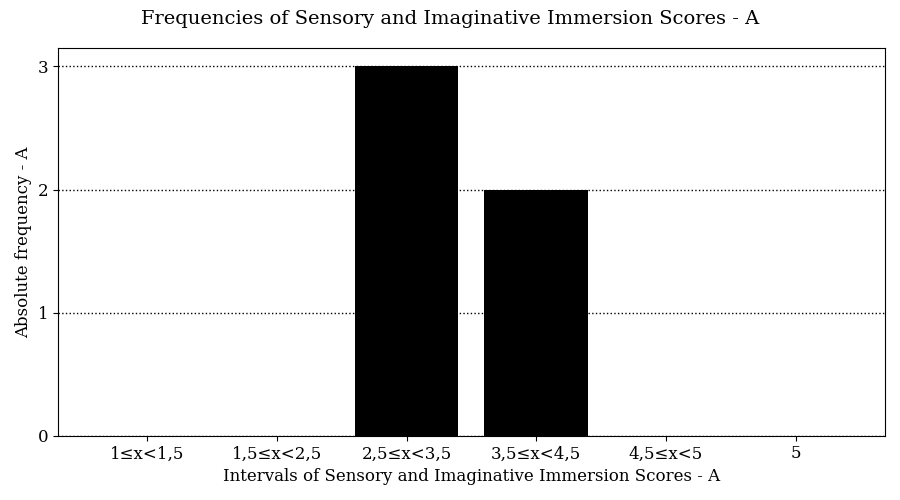 Frequencies of Sensory and Imaginative Immersion Scores - A
Absolute frequency - A
3
2
1
0
1≤x<1,5 1,5≤x<2,5 2,5≤x<3,5 3,5≤x<4,5 4,5≤x<5 5
Intervals of Sensory and Imaginative Immersion Scores - A